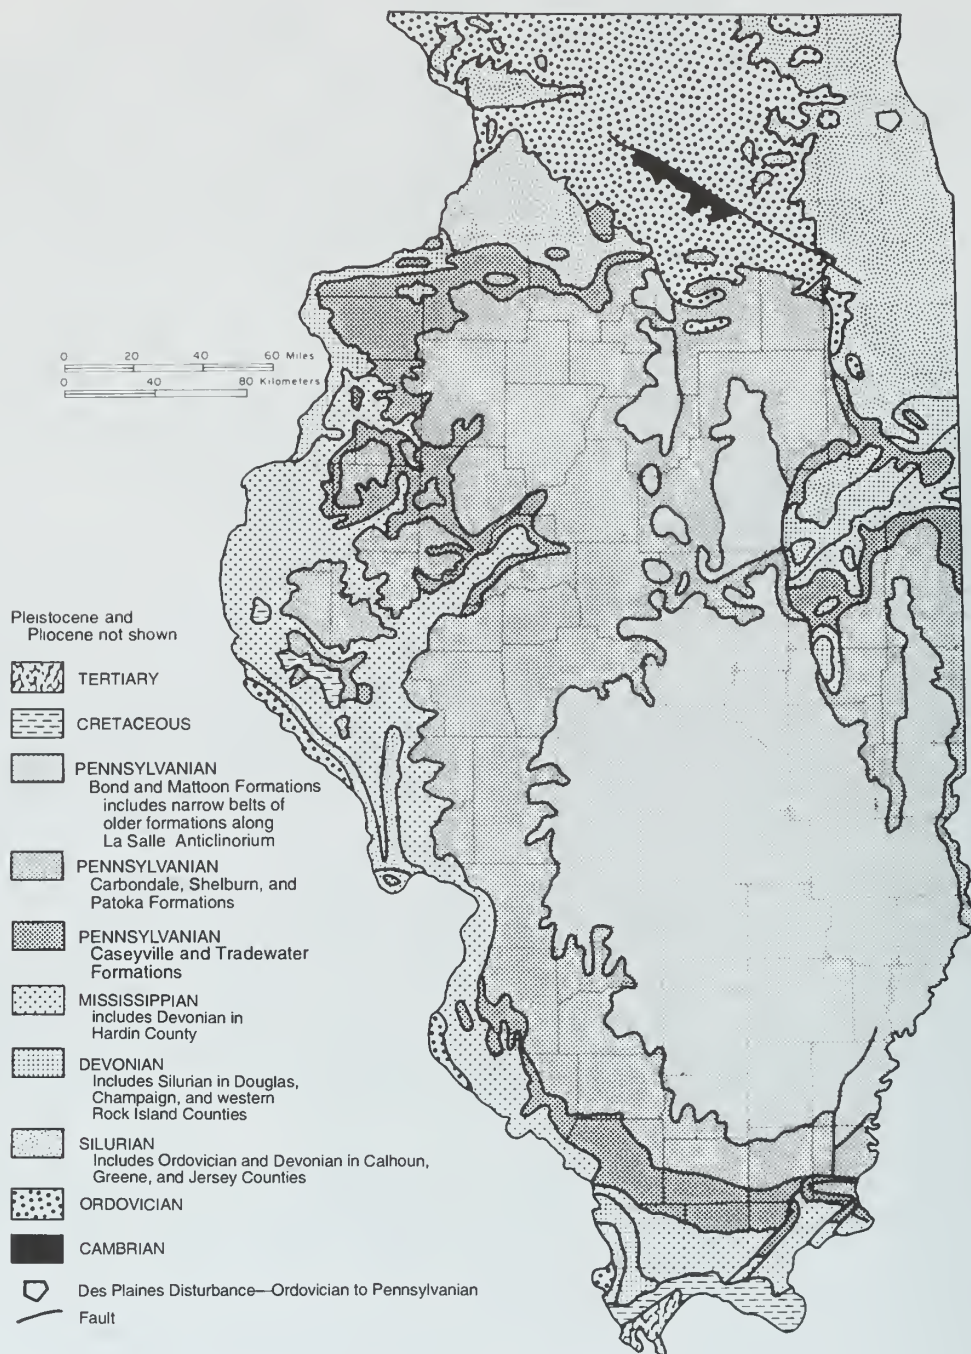 0 20 40 60 Miles
0 40 80 Kilometers
Pleistocene and
Pliocene not shown
TERTIARY
CRETACEOUS
PENNSYLVANIAN
Bond and Mattoon Formations
includes narrow belts of
older formations along
La Salle Anticlinorium
PENNSYLVANIAN
Carbondale, Shelburn, and
Patoka Formations
PENNSYLVANIAN
Caseyville and Tradewater
Formations
MISSISSIPPIAN
includes Devonian in
Hardin County
DEVONIAN
Includes Silurian in Douglas,
Champaign, and western
Rock Island Counties
SILURIAN
Includes Ordovician and Devonian in Calhoun,
Greene, and Jersey Counties
ORDOVICIAN
CAMBRIAN
Des Plaines Disturbance—Ordovician to Pennsylvanian
Fault